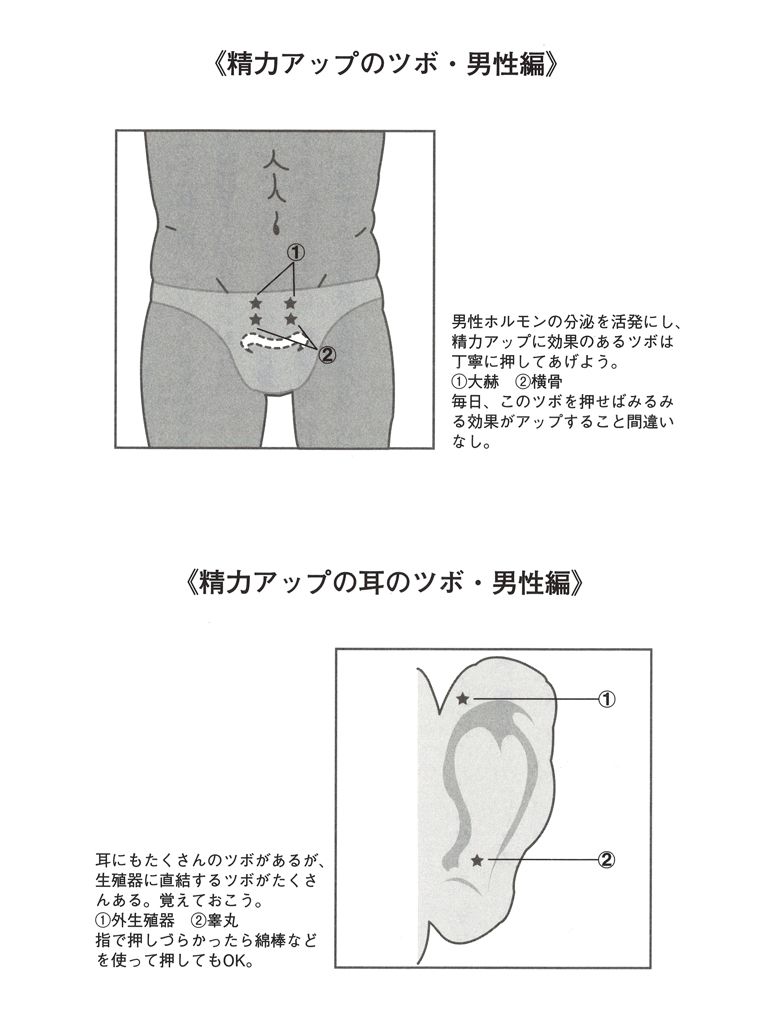 《精力アップのツボ・男性編》
①
②
男性ホルモンの分泌を活発にし、
精力アップに効果のあるツボは
丁寧に押してあげよう。
①大赫　②横骨
毎日、このツボを押せばみるみ
る効果がアップすること間違い
なし。
《精力アップの耳のツボ・男性編》
①
②
耳にもたくさんのツボがあるが、
生殖器に直結するツボがたくさ
んある。覚えておこう。
①外生殖器　②睾丸
指で押しづらかったら綿棒など
を使って押してもOK。